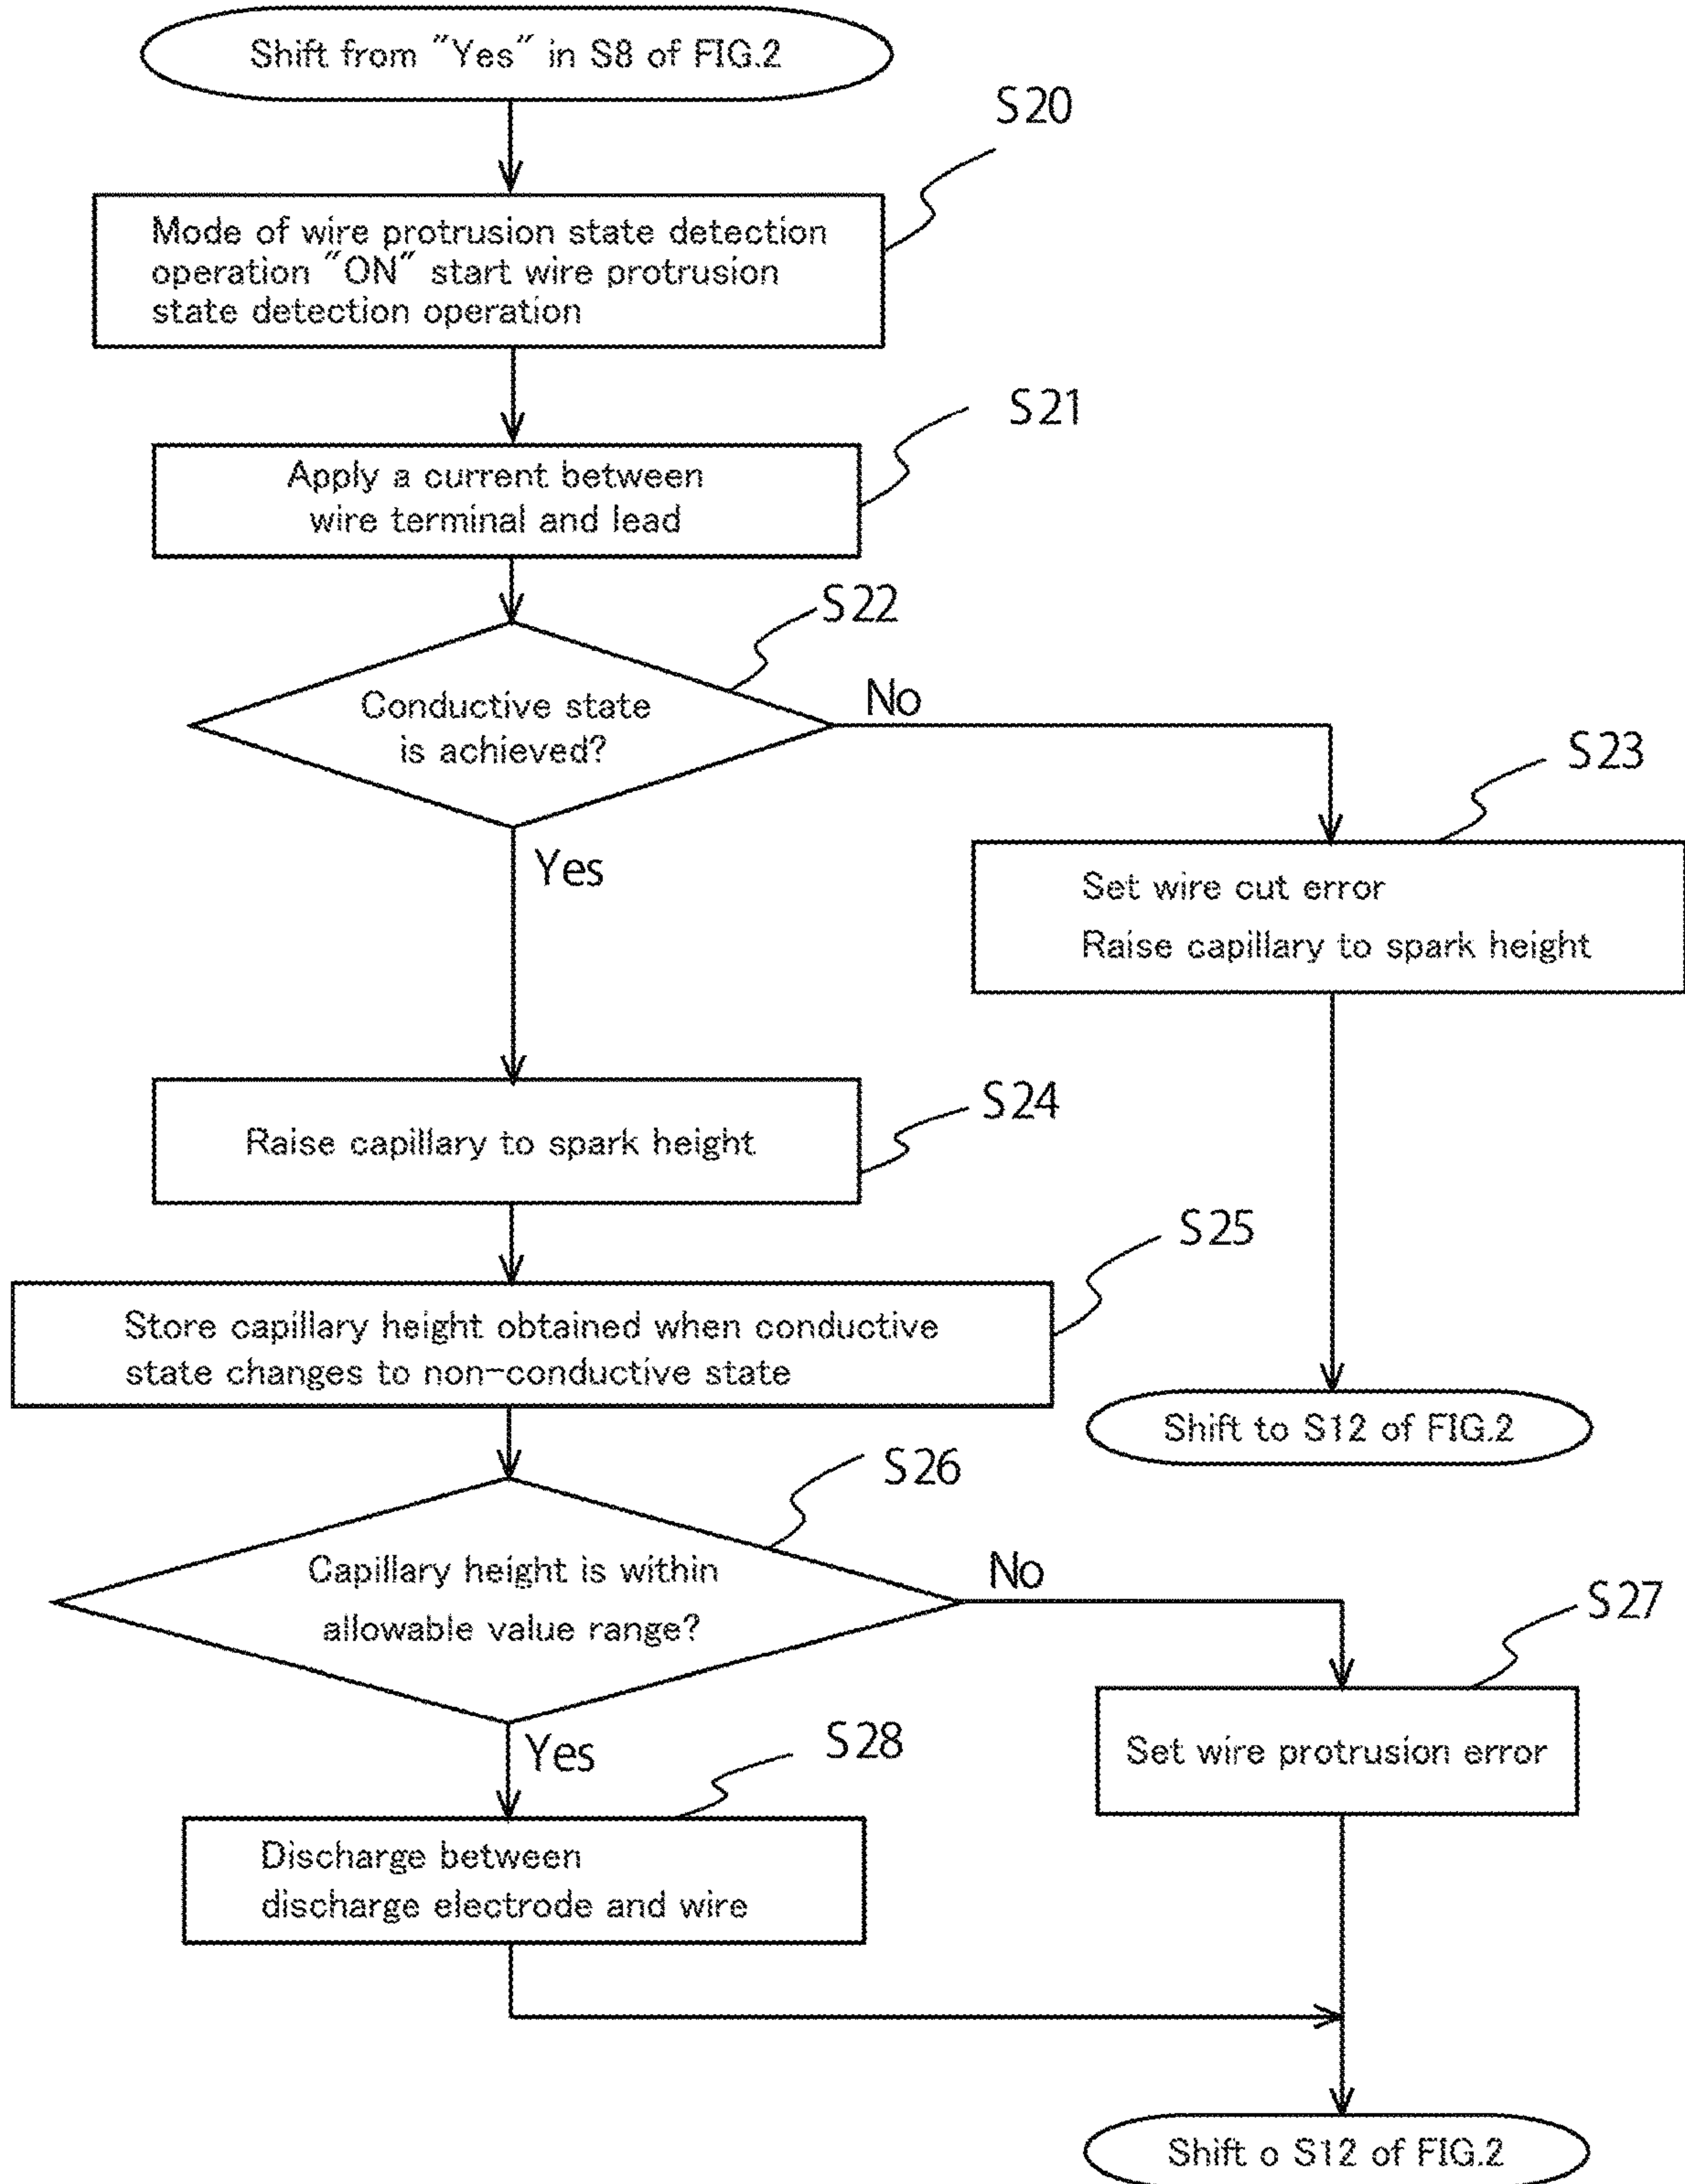 Shift from "Yes" in S8 of FIG.2
S20
Mode of wire protrusion state detection
operation "ON" start wire protrusion
state detection operation
S21
Apply a current between
wire terminal and lead
S22
Conductive state
is achieved?
No
Yes
S23
Set wire cut error
Raise capillary to spark height
S24
Raise capillary to spark height
S25
Store capillary height obtained when conductive
state changes to non-conductive state
Shift to S12 of FIG.2
S26
Capillary height is within
allowable value range?
No
Yes
S27
Set wire protrusion error
S28
Discharge between
discharge electrode and wire
Shift o S12 of FIG.2